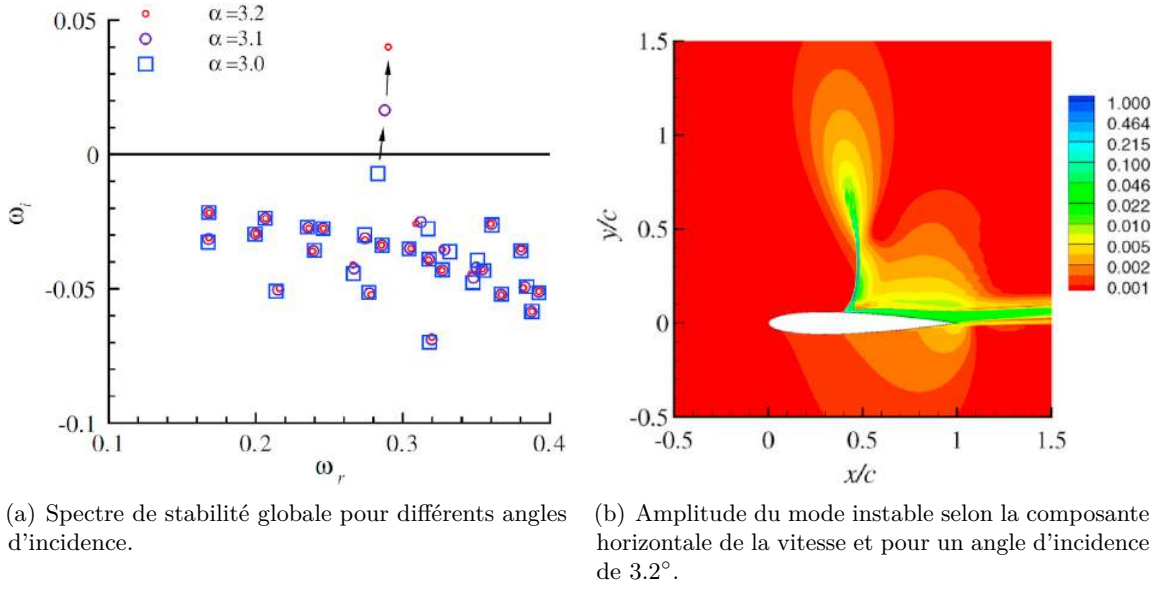 0.05
α=3.2
α=3.1
α=3.0
0
-0.05
-0.1
0.1
0.2
0.3
0.4
ωᵢ
ωᵣ
1.5
1
0.5
0
-0.5
-0.5
0
0.5
1
1.5
y/c
x/c
1.000
0.464
0.215
0.100
0.046
0.022
0.010
0.005
0.002
0.001
(a) Spectre de stabilité globale pour différents angles
d'incidence.
(b) Amplitude du mode instable selon la composante
horizontale de la vitesse et pour un angle d'incidence
de 3.2°.